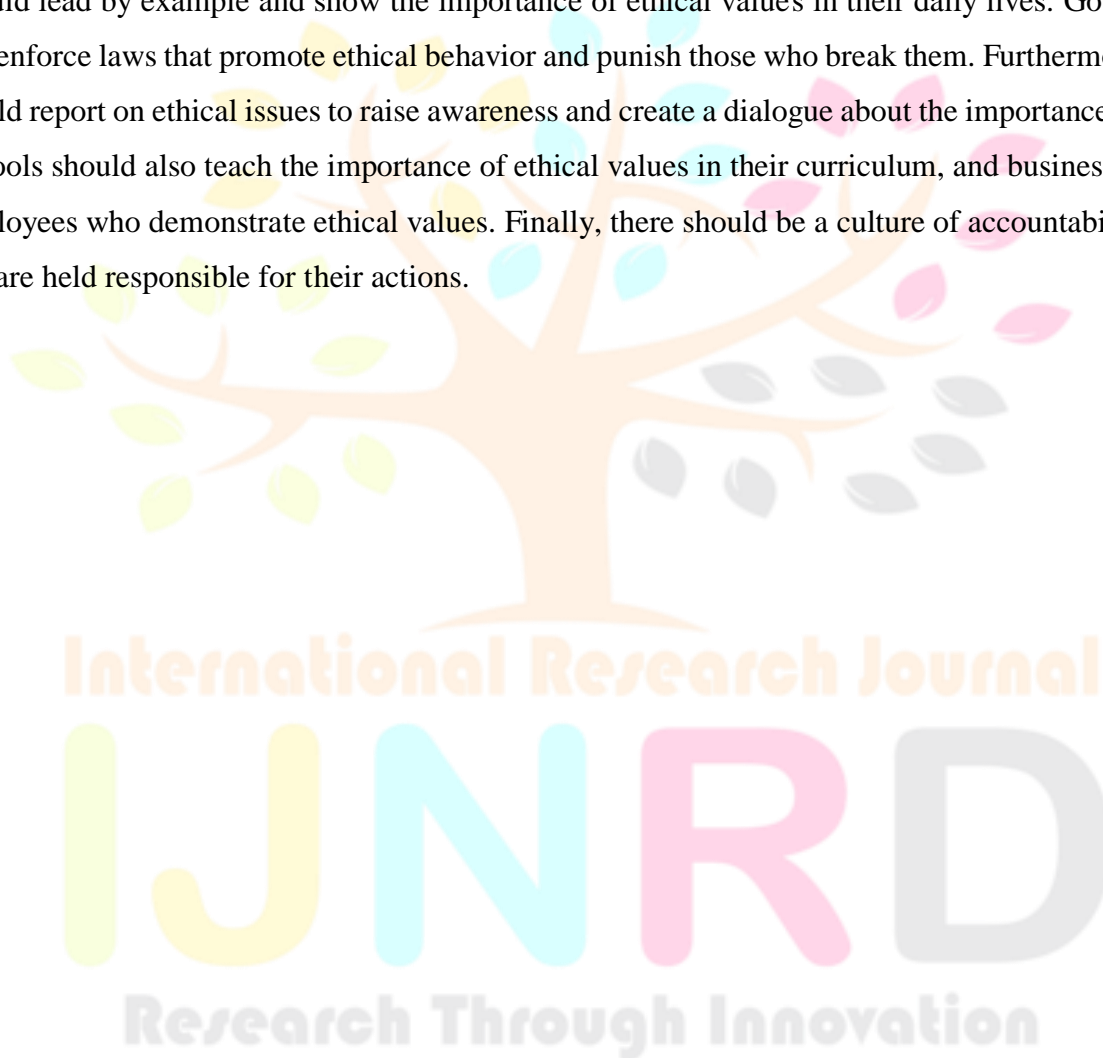 uld lead by example and show the importance of ethical values in their daily lives. Go
enforce laws that promote ethical behavior and punish those who break them. Furtherm
ld report on ethical issues to raise awareness and create a dialogue about the importance
ools should also teach the importance of ethical values in their curriculum, and busines
loyees who demonstrate ethical values. Finally, there should be a culture of accountabi
are held responsible for their actions.
International Research Journal
IJNRD
Research Through Innovation